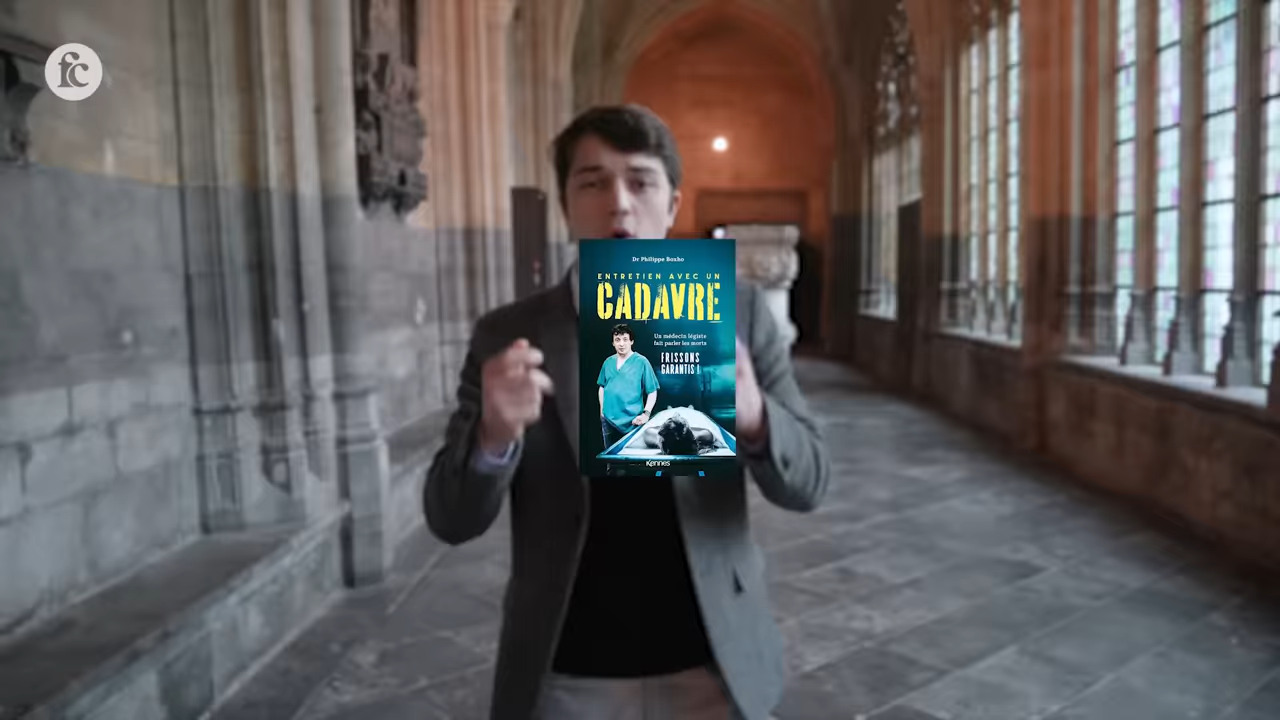 fc
Dr Philippe Boxho
ENTRETIEN AVEC UN
CADAVRE
Un médecin légiste
fait parler les morts
FRISSONS
GARANTIS !
Kennes